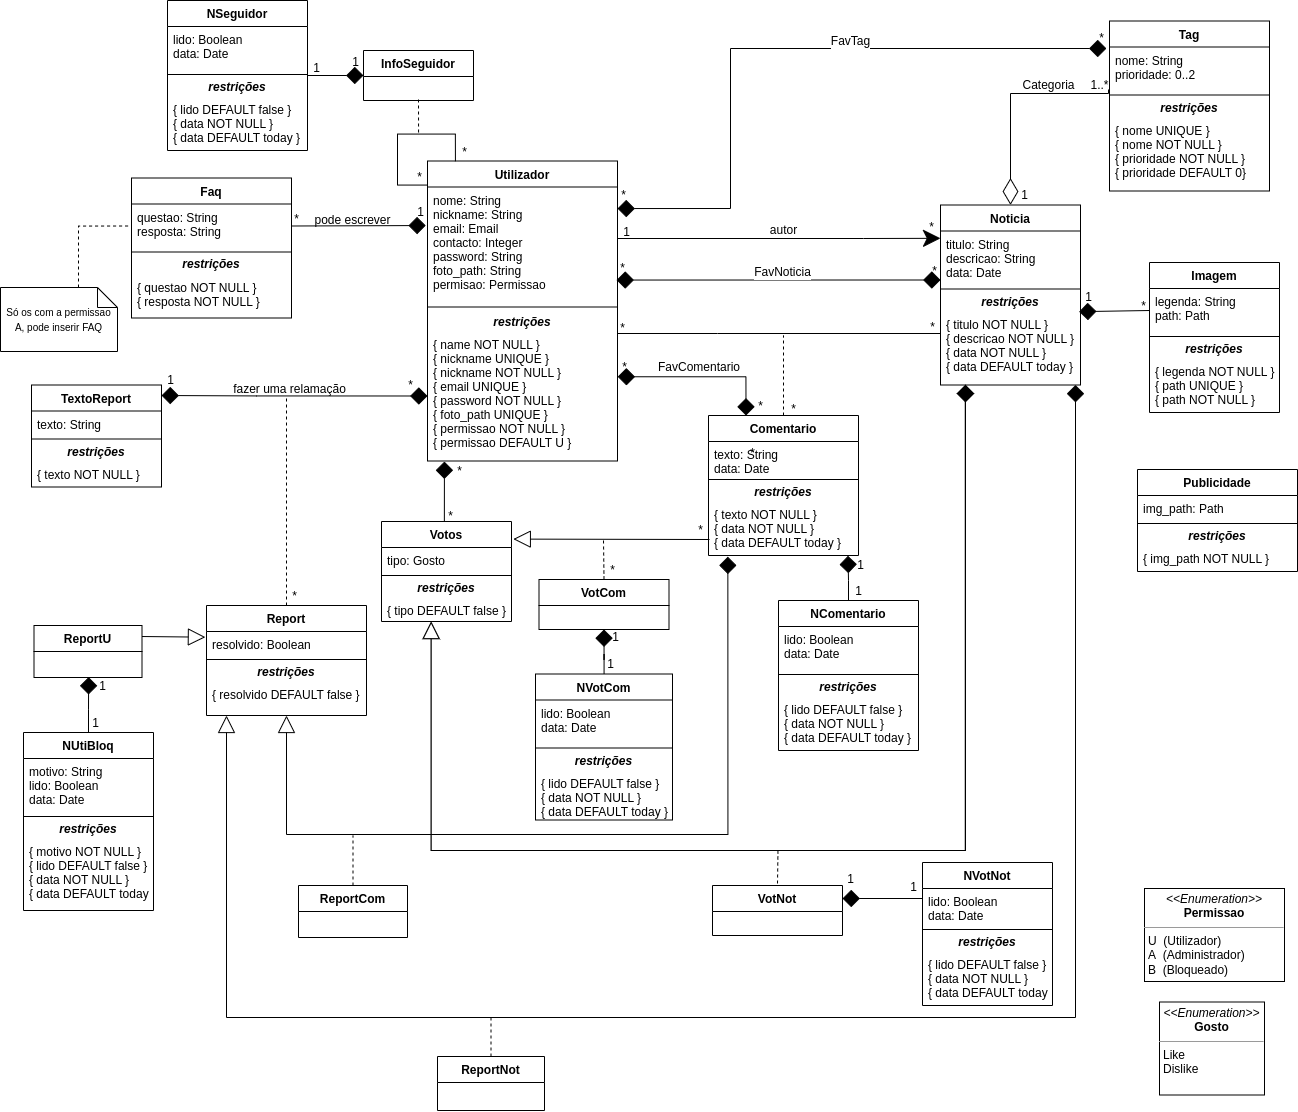 NSeguidor
lido: Boolean
data: Date
restrições
{ lido DEFAULT false }
{ data NOT NULL }
{ data DEFAULT today }
1
1
InfoSeguidor
*
*
FavTag
*
Tag
nome: String
prioridade: 0..2
restrições
{ nome UNIQUE }
{ nome NOT NULL }
{ prioridade NOT NULL }
{ prioridade DEFAULT 0}
Categoria
1..*
1
Faq
questao: String
resposta: String
restrições
{ questao NOT NULL }
{ resposta NOT NULL }
*
pode escrever
1
Só os com a permissao
A, pode inserir FAQ
Utilizador
nome: String
nickname: String
email: Email
contacto: Integer
password: String
foto_path: String
permisao: Permissao
restrições
{ name NOT NULL }
{ nickname UNIQUE }
{ nickname NOT NULL }
{ email UNIQUE }
{ password NOT NULL }
{ foto_path UNIQUE }
{ permissao NOT NULL }
{ permissao DEFAULT U }
*
1
autor
*
*
FavNoticia
*
*
*
*
FavComentario
*
*
Noticia
titulo: String
descricao: String
data: Date
restrições
{ titulo NOT NULL }
{ descricao NOT NULL }
{ data NOT NULL }
{ data DEFAULT today }
1
*
Imagem
legenda: String
path: Path
restrições
{ legenda NOT NULL }
{ path UNIQUE }
{ path NOT NULL }
TextoReport
texto: String
restrições
{ texto NOT NULL }
1
fazer uma relamação
*
*
Comentario
texto: String
*
data: Date
restrições
{ texto NOT NULL }
{ data NOT NULL }
{ data DEFAULT today }
Publicidade
img_path: Path
restrições
{ img_path NOT NULL }
*
*
Votos
tipo: Gosto
restrições
{ tipo DEFAULT false }
*
*
VotCom
1
1
NVotCom
lido: Boolean
data: Date
restrições
{ lido DEFAULT false }
{ data NOT NULL }
{ data DEFAULT today }
1
1
NComentario
lido: Boolean
data: Date
restrições
{ lido DEFAULT false }
{ data NOT NULL }
{ data DEFAULT today }
Report
resolvido: Boolean
restrições
{ resolvido DEFAULT false }
ReportU
1
1
NUtiBloq
motivo: String
lido: Boolean
data: Date
restrições
{ motivo NOT NULL }
{ lido DEFAULT false }
{ data NOT NULL }
{ data DEFAULT today
ReportCom
VotNot
1
1
NVotNot
lido: Boolean
data: Date
restrições
{ lido DEFAULT false }
{ data NOT NULL }
{ data DEFAULT today
<<Enumeration>>
Permissao
U (Utilizador)
A (Administrador)
B (Bloqueado)
<<Enumeration>>
Gosto
Like
Dislike
ReportNot